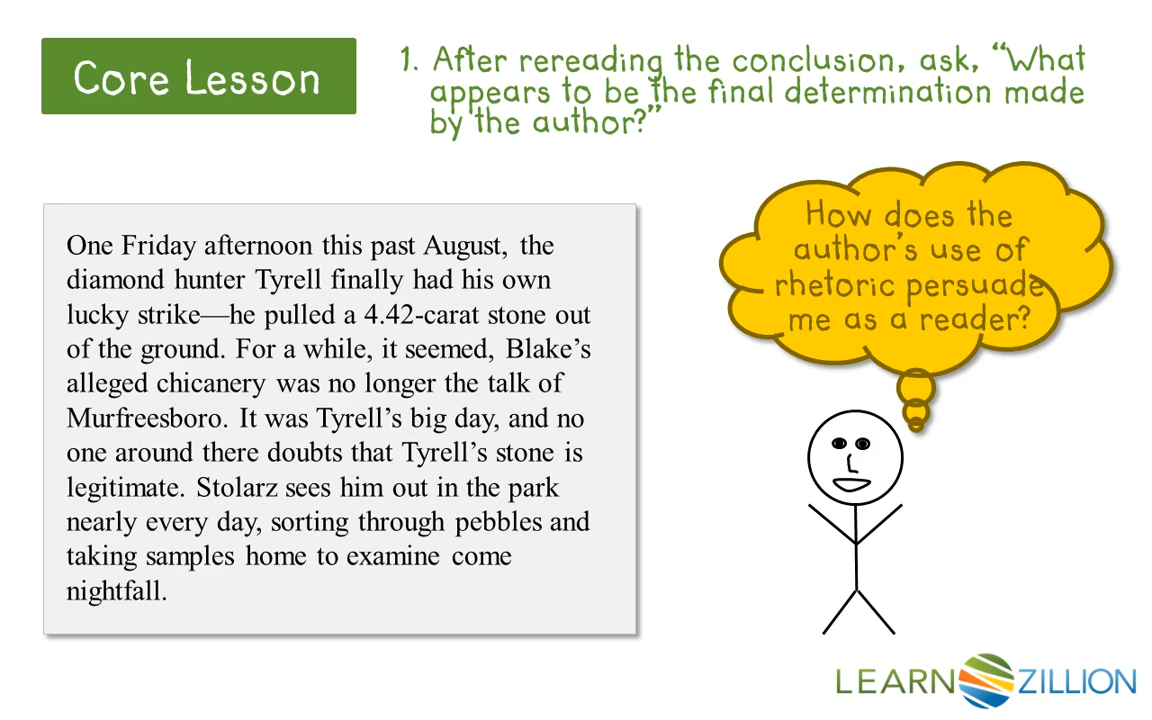 Core Lesson
1. After rereading the conclusion, ask, “What
appears to be the final determination made
by the author?”
One Friday afternoon this past August, the
diamond hunter Tyrell finally had his own
lucky strike—he pulled a 4.42-carat stone out
of the ground. For a while, it seemed, Blake’s
alleged chicanery was no longer the talk of
Murfreesboro. It was Tyrell’s big day, and no
one around there doubts that Tyrell’s stone is
legitimate. Stolarz sees him out in the park
nearly every day, sorting through pebbles and
taking samples home to examine come
nightfall.
How does the
author’s use of
rhetoric persuade
me as a reader?
LEARN ZILLION